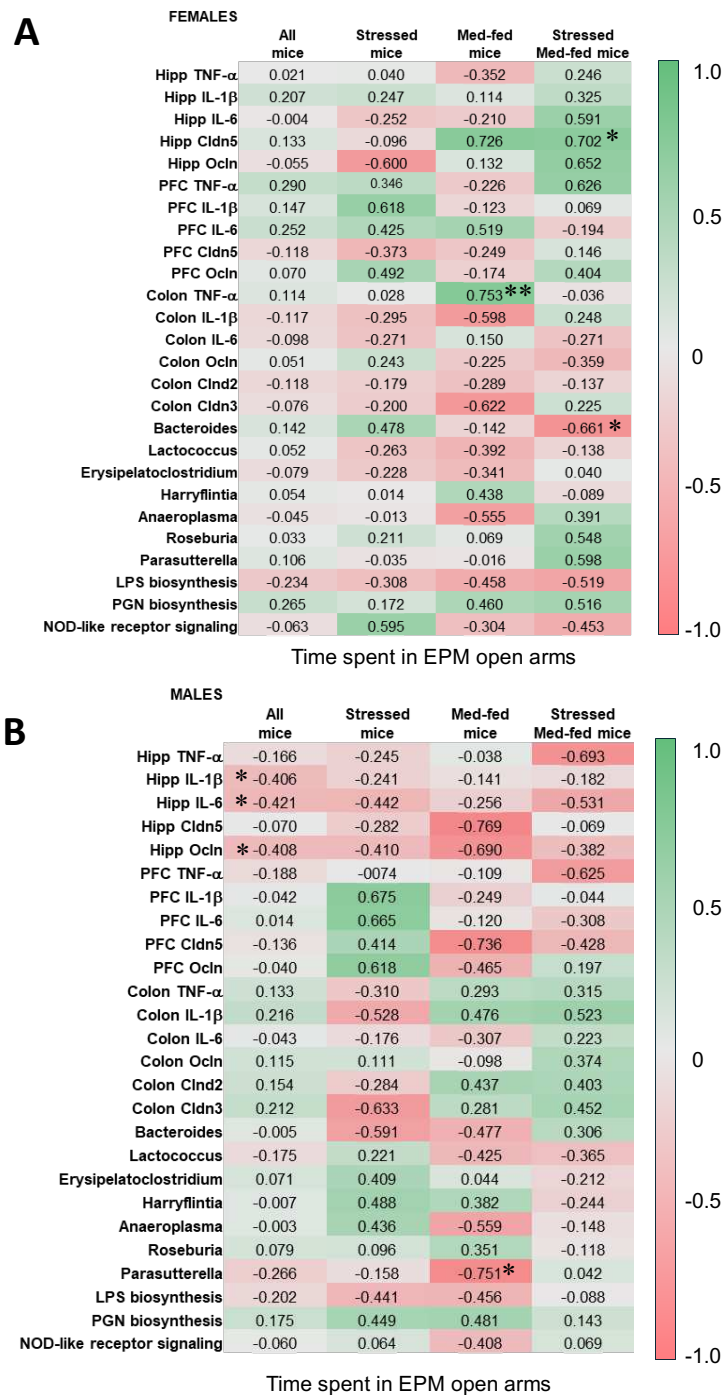 A
FEMALES
All mice Stressed mice Med-fed mice Stressed Med-fed mice
Hipp TNF-α 0.021 0.040 -0.352 0.246
Hipp IL-1β 0.207 0.247 0.114 0.325
Hipp IL-6 -0.004 -0.252 -0.210 0.591
Hipp Cldn5 0.133 -0.096 0.726 0.702 *
Hipp Ocln -0.055 -0.600 0.132 0.652
PFC TNF-α 0.290 0.346 -0.226 0.626
PFC IL-1β 0.147 0.618 -0.123 0.069
PFC IL-6 0.252 0.425 0.519 -0.194
PFC Cldn5 -0.118 -0.373 -0.249 0.146
PFC Ocln 0.070 0.492 -0.174 0.404
Colon TNF-α 0.114 0.028 0.753 ** -0.036
Colon IL-1β -0.117 -0.295 -0.598 0.248
Colon IL-6 -0.098 -0.271 0.150 -0.271
Colon Ocln 0.051 0.243 -0.225 -0.359
Colon Clnd2 -0.118 -0.179 -0.289 -0.137
Colon Cldn3 -0.076 -0.200 -0.622 0.225
Bacteroides 0.142 0.478 -0.142 -0.661 *
Lactococcus 0.052 -0.263 -0.392 -0.138
Erysipelatoclostridium -0.079 -0.228 -0.341 0.040
Harryflintia 0.054 0.014 0.438 -0.089
Anaeroplasma -0.045 -0.013 -0.555 0.391
Roseburia 0.033 0.211 0.069 0.548
Parasutterella 0.106 -0.035 -0.016 0.598
LPS biosynthesis -0.234 -0.308 -0.458 -0.519
PGN biosynthesis 0.265 0.172 0.460 0.516
NOD-like receptor signaling -0.063 0.595 -0.304 -0.453
Time spent in EPM open arms
1.0
0.5
0
-0.5
-1.0
B
MALES
All mice Stressed mice Med-fed mice Stressed Med-fed mice
Hipp TNF-α -0.166 -0.245 -0.038 -0.693
Hipp IL-1β * -0.406 -0.241 -0.141 -0.182
Hipp IL-6 * -0.421 -0.442 -0.256 -0.531
Hipp Cldn5 -0.070 -0.282 -0.769 -0.069
Hipp Ocln * -0.408 -0.410 -0.690 -0.382
PFC TNF-α -0.188 -0074 -0.109 -0.625
PFC IL-1β -0.042 0.675 -0.249 -0.044
PFC IL-6 0.014 0.665 -0.120 -0.308
PFC Cldn5 -0.136 0.414 -0.736 -0.428
PFC Ocln -0.040 0.618 -0.465 0.197
Colon TNF-α 0.133 -0.310 0.293 0.315
Colon IL-1β 0.216 -0.528 0.476 0.523
Colon IL-6 -0.043 -0.176 -0.307 0.223
Colon Ocln 0.115 0.111 -0.098 0.374
Colon Clnd2 0.154 -0.284 0.437 0.403
Colon Cldn3 0.212 -0.633 0.281 0.452
Bacteroides -0.005 -0.591 -0.477 0.306
Lactococcus -0.175 0.221 -0.425 -0.365
Erysipelatoclostridium 0.071 0.409 0.044 -0.212
Harryflintia -0.007 0.488 0.382 -0.244
Anaeroplasma -0.003 0.436 -0.559 -0.148
Roseburia 0.079 0.096 0.351 -0.118
Parasutterella -0.266 -0.158 -0.751 * 0.042
LPS biosynthesis -0.202 -0.441 -0.456 -0.088
PGN biosynthesis 0.175 0.449 0.481 0.143
NOD-like receptor signaling -0.060 0.064 -0.408 0.069
Time spent in EPM open arms
1.0
0.5
0
-0.5
-1.0